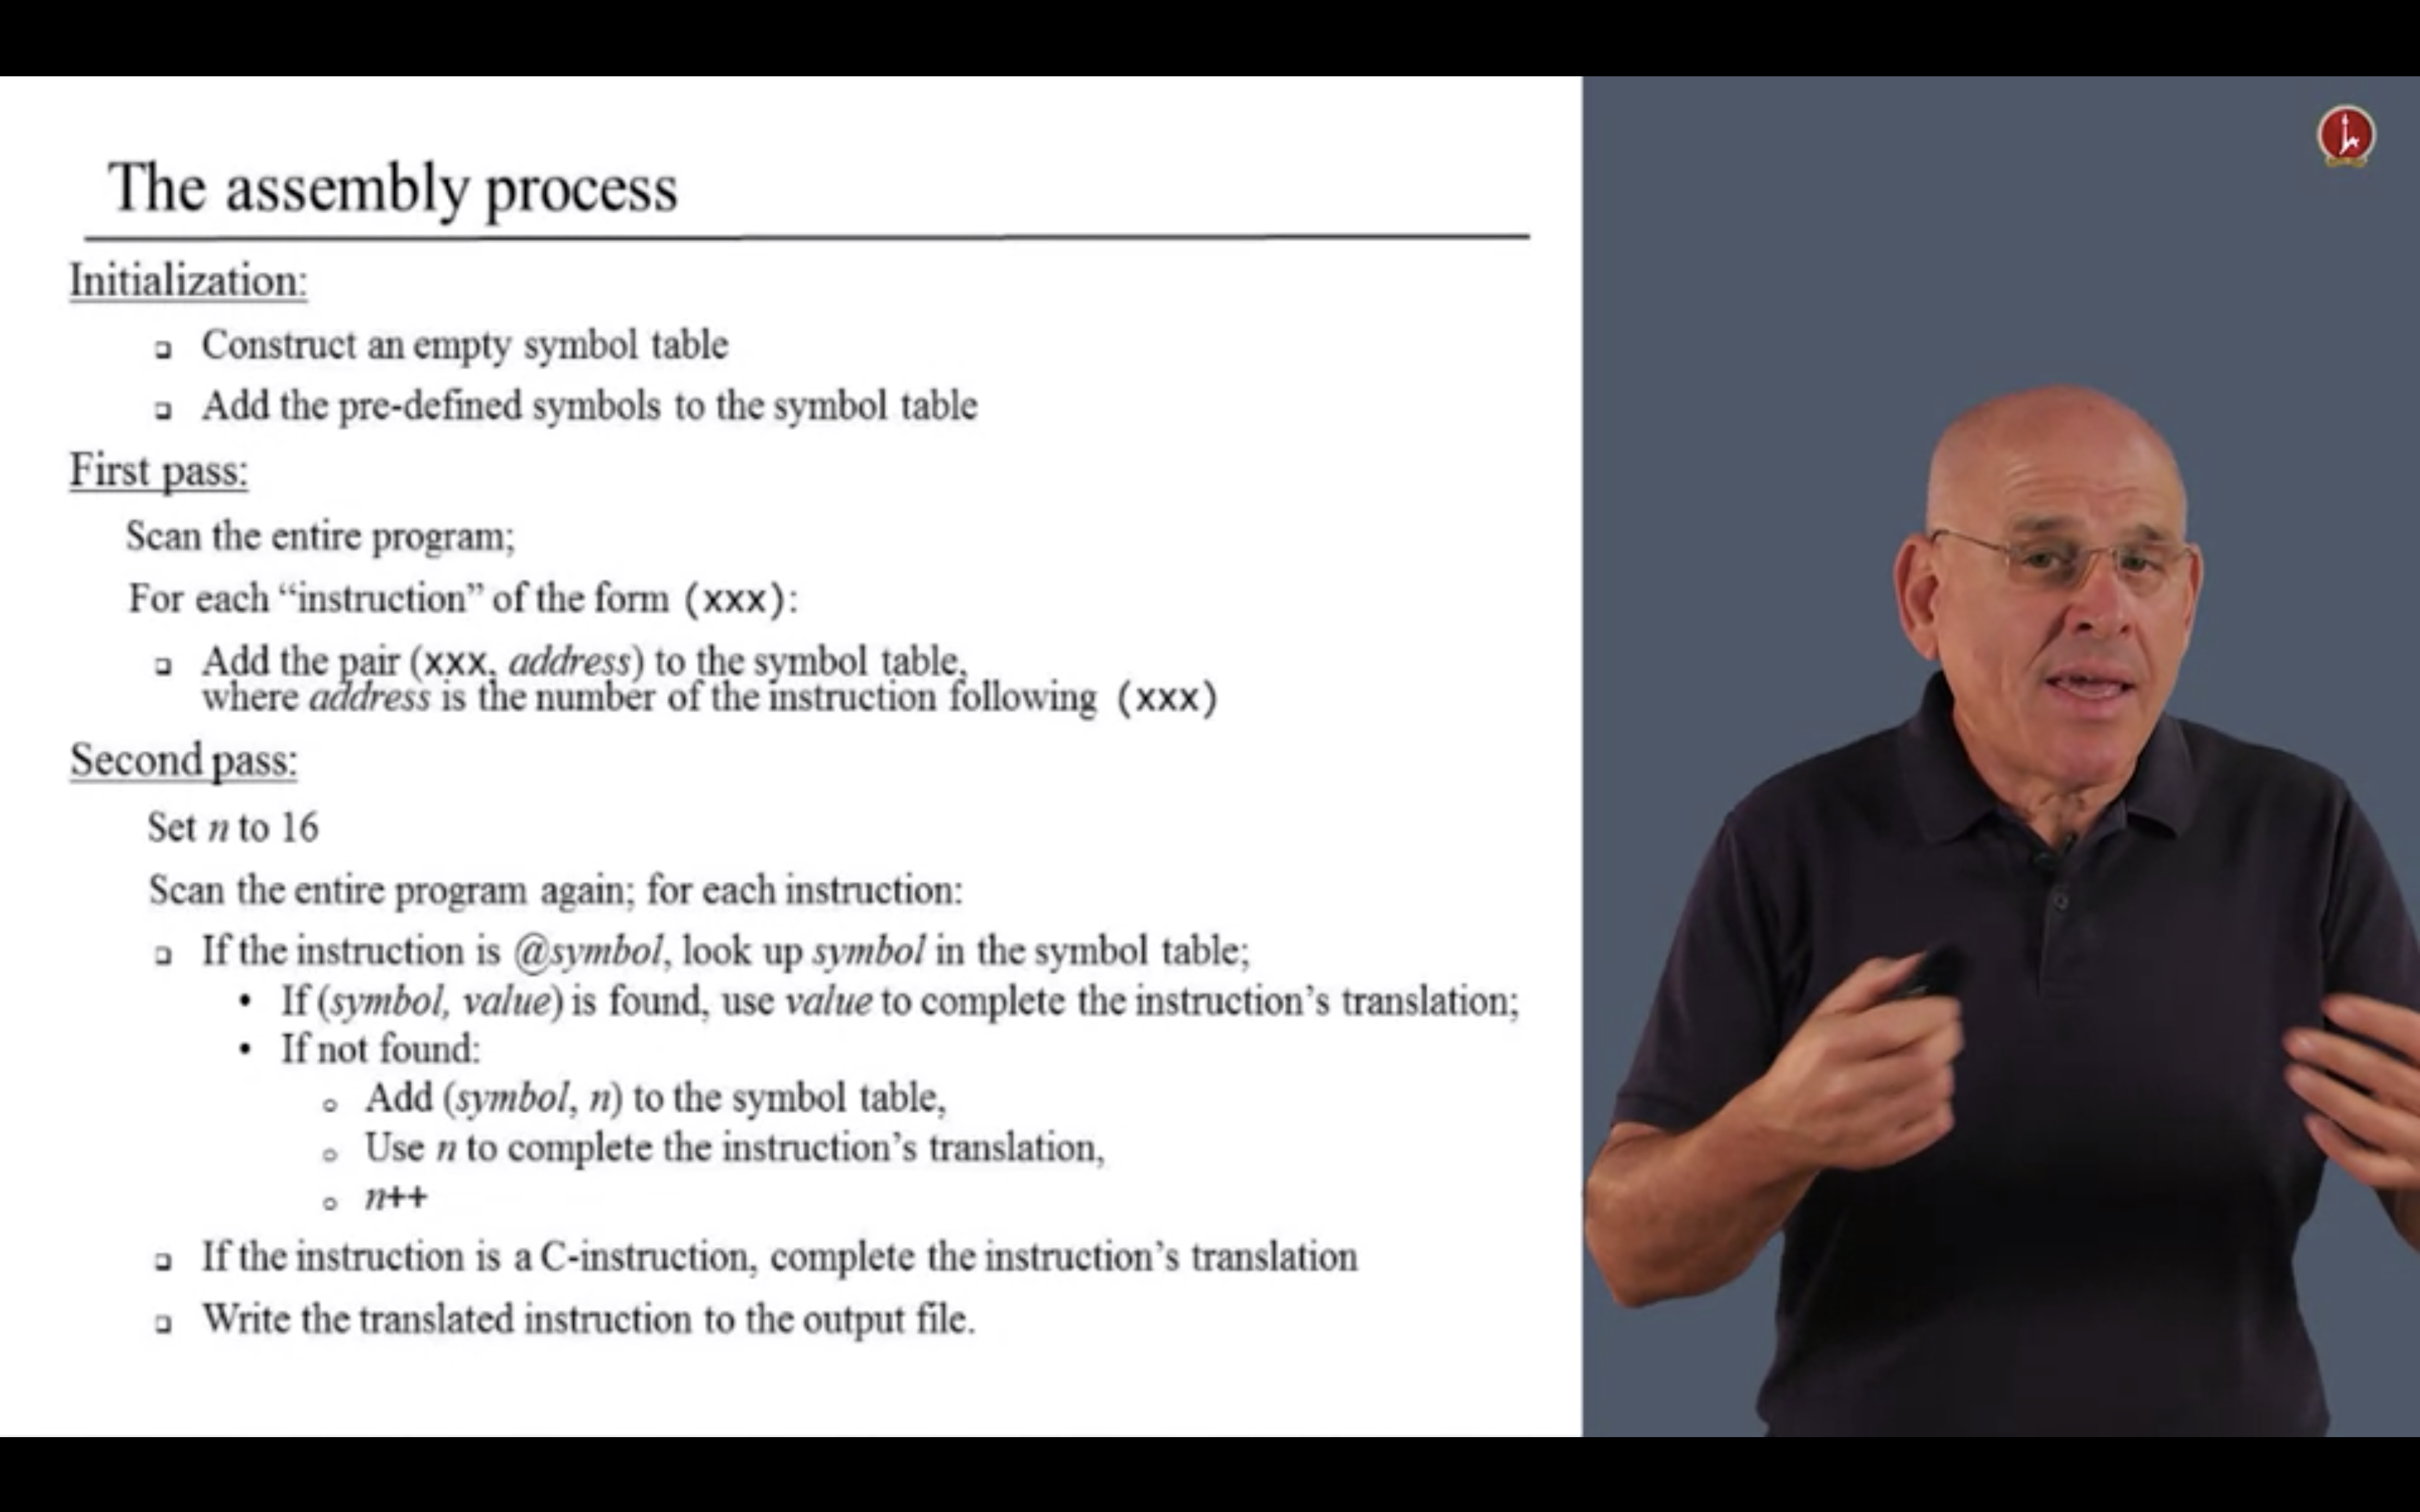 The assembly process
Initialization:
❑ Construct an empty symbol table
❑ Add the pre-defined symbols to the symbol table
First pass:
Scan the entire program;
For each “instruction” of the form (xxx):
❑ Add the pair (xxx, address) to the symbol table,
where address is the number of the instruction following (xxx)
Second pass:
Set n to 16
Scan the entire program again; for each instruction:
❑ If the instruction is @symbol, look up symbol in the symbol table;
• If (symbol, value) is found, use value to complete the instruction’s translation;
• If not found:
o Add (symbol, n) to the symbol table,
o Use n to complete the instruction’s translation,
o n++
❑ If the instruction is a C-instruction, complete the instruction’s translation
❑ Write the translated instruction to the output file.